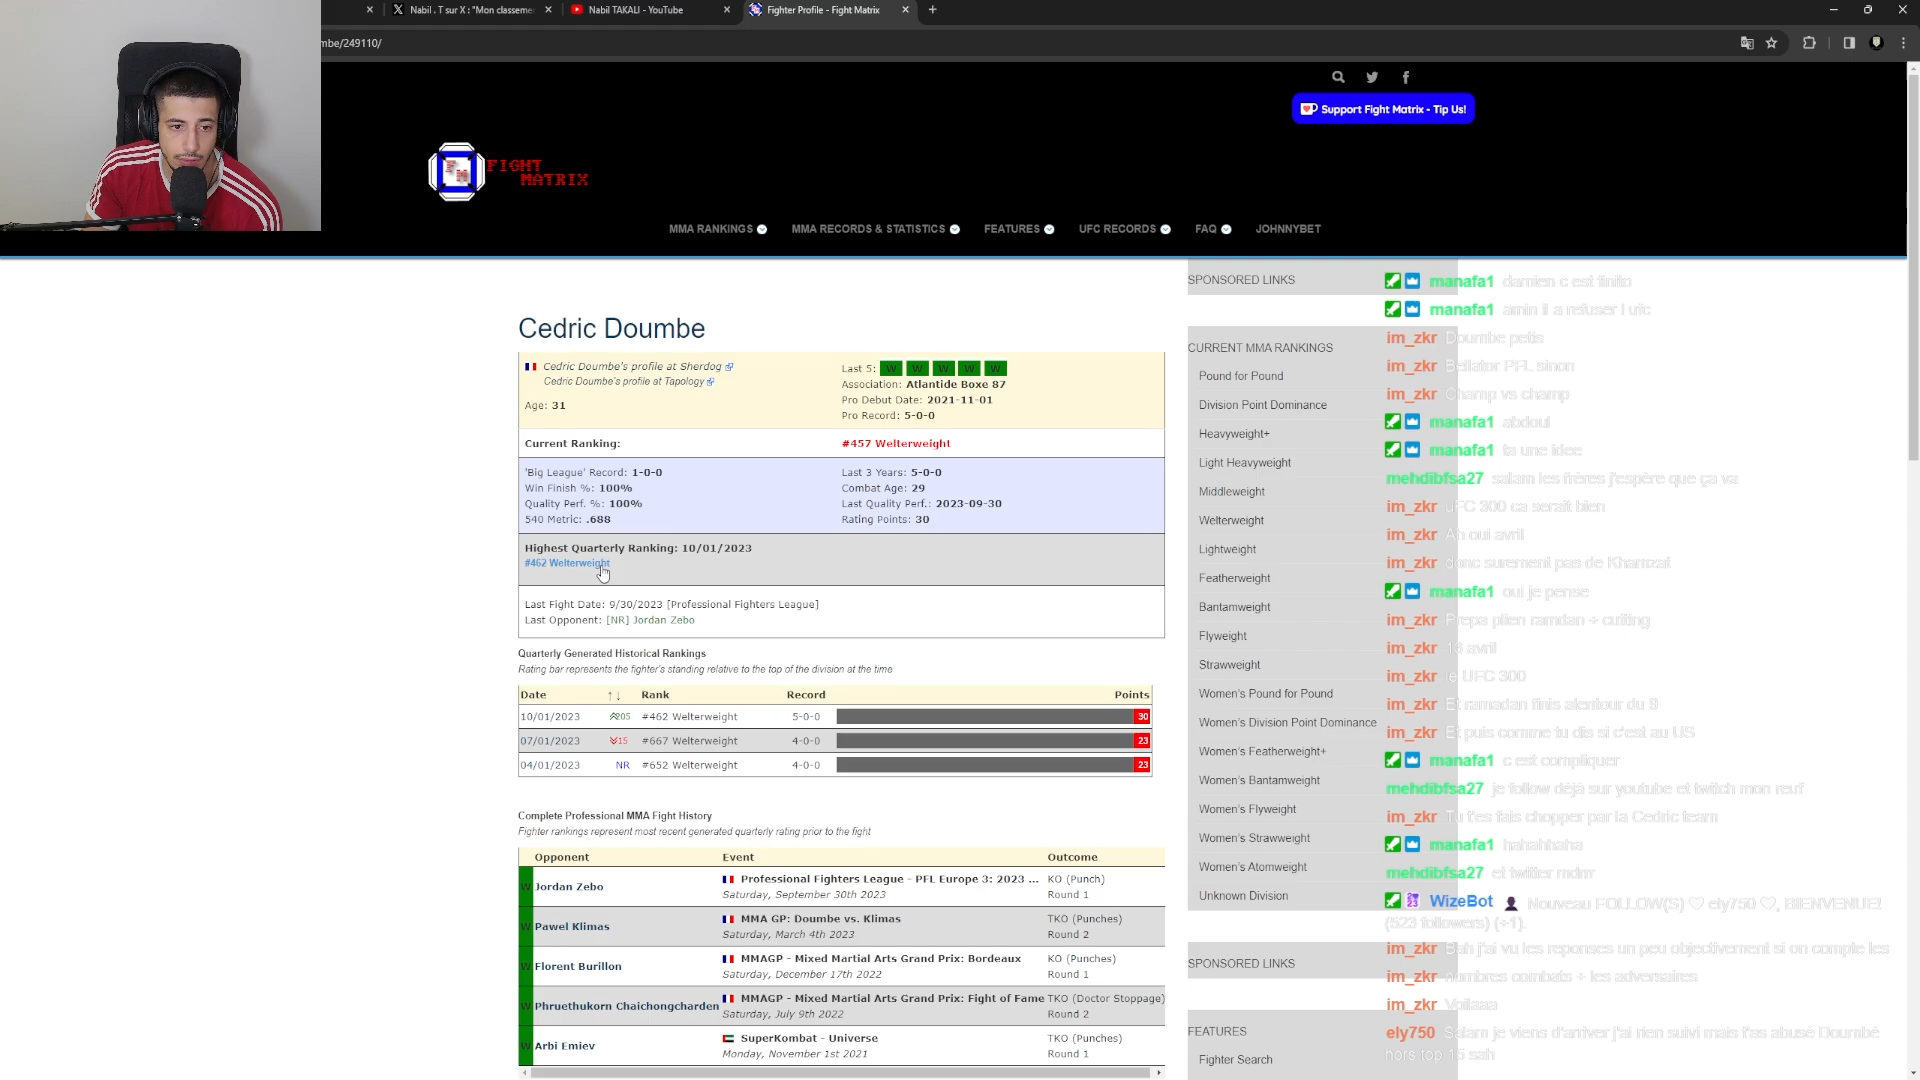 Nabil . T sur X : "Mon classeme
Nabil TAKALI - YouTube
Fighter Profile - Fight Matrix
mbe/249110/
Support Fight Matrix - Tip Us!
FIGHT
MATRIX
MMA RANKINGS
MMA RECORDS & STATISTICS
FEATURES
UFC RECORDS
FAQ
JOHNNYBET
Cedric Doumbe
Cedric Doumbe's profile at Sherdog
Cedric Doumbe's profile at Tapology
Age: 31
Last 5: W W W W W
Association: Atlantide Boxe 87
Pro Debut Date: 2021-11-01
Pro Record: 5-0-0
Current Ranking: #457 Welterweight
'Big League' Record: 1-0-0
Win Finish %: 100%
Quality Perf. %: 100%
540 Metric: .688
Last 3 Years: 5-0-0
Combat Age: 29
Last Quality Perf.: 2023-09-30
Rating Points: 30
Highest Quarterly Ranking: 10/01/2023
#462 Welterweight
Last Fight Date: 9/30/2023 [Professional Fighters League]
Last Opponent: [NR] Jordan Zebo
Quarterly Generated Historical Rankings
Rating bar represents the fighter's standing relative to the top of the division at the time
Date ↑↓ Rank Record Points
10/01/2023 205 #462 Welterweight 5-0-0 30
07/01/2023 15 #667 Welterweight 4-0-0 23
04/01/2023 NR #652 Welterweight 4-0-0 23
Complete Professional MMA Fight History
Fighter rankings represent most recent generated quarterly rating prior to the fight
Opponent Event Outcome
W Jordan Zebo Professional Fighters League - PFL Europe 3: 2023 ... KO (Punch)
Saturday, September 30th 2023 Round 1
W Pawel Klimas MMA GP: Doumbe vs. Klimas TKO (Punches)
Saturday, March 4th 2023 Round 2
W Florent Burillon MMAGP - Mixed Martial Arts Grand Prix: Bordeaux KO (Punches)
Saturday, December 17th 2022 Round 1
W Phruethukorn Chaichongcharden MMAGP - Mixed Martial Arts Grand Prix: Fight of Fame TKO (Doctor Stoppage)
Saturday, July 9th 2022 Round 2
W Arbi Emiev SuperKombat - Universe TKO (Punches)
Monday, November 1st 2021 Round 1
SPONSORED LINKS
CURRENT MMA RANKINGS
Pound for Pound
Division Point Dominance
Heavyweight+
Light Heavyweight
Middleweight
Welterweight
Lightweight
Featherweight
Bantamweight
Flyweight
Strawweight
Women's Pound for Pound
Women's Division Point Dominance
Women's Featherweight+
Women's Bantamweight
Women's Flyweight
Women's Strawweight
Women's Atomweight
Unknown Division
SPONSORED LINKS
FEATURES
Fighter Search
manafa1 damien c est finito
manafa1 amin il a refuser l ufc
im_zkr Doumbe petis
im_zkr Bellator PFL sinon
im_zkr Champ vs champ
manafa1 abdoul
manafa1 ta une idee
mehdibfsa27 salam les frères j'espère que ça va
im_zkr UFC 300 ca serait bien
im_zkr Ah oui avril
im_zkr donc surement pas de Khamzat
manafa1 oui je pense
im_zkr Prepa plien ramdan + cutting
im_zkr avril
im_zkr le UFC 300
im_zkr Et ramadan finis alentour du 9
im_zkr Et puis comme tu dis si c'est au US
manafa1 c est compliquer
mehdibfsa27 je follow déjà sur youtube et twitch mon reuf
im_zkr Tu t'es fais chopper par la Cedric team
manafa1 hahahhaha
mehdibfsa27 et twitter mdrr
WizeBot Nouveau FOLLOW(S) ♡ ely750 ♡, BIENVENUE!
(523 followers) (+1).
im_zkr Bah j'ai vu les reponses un peu objectivement si on compte les
im_zkr nombres combats + les adversaires
im_zkr Voilaaa
ely750 Salam je viens d'arriver j'ai rien suivi mais t'as abusé Doumbé
hors top 15 sah